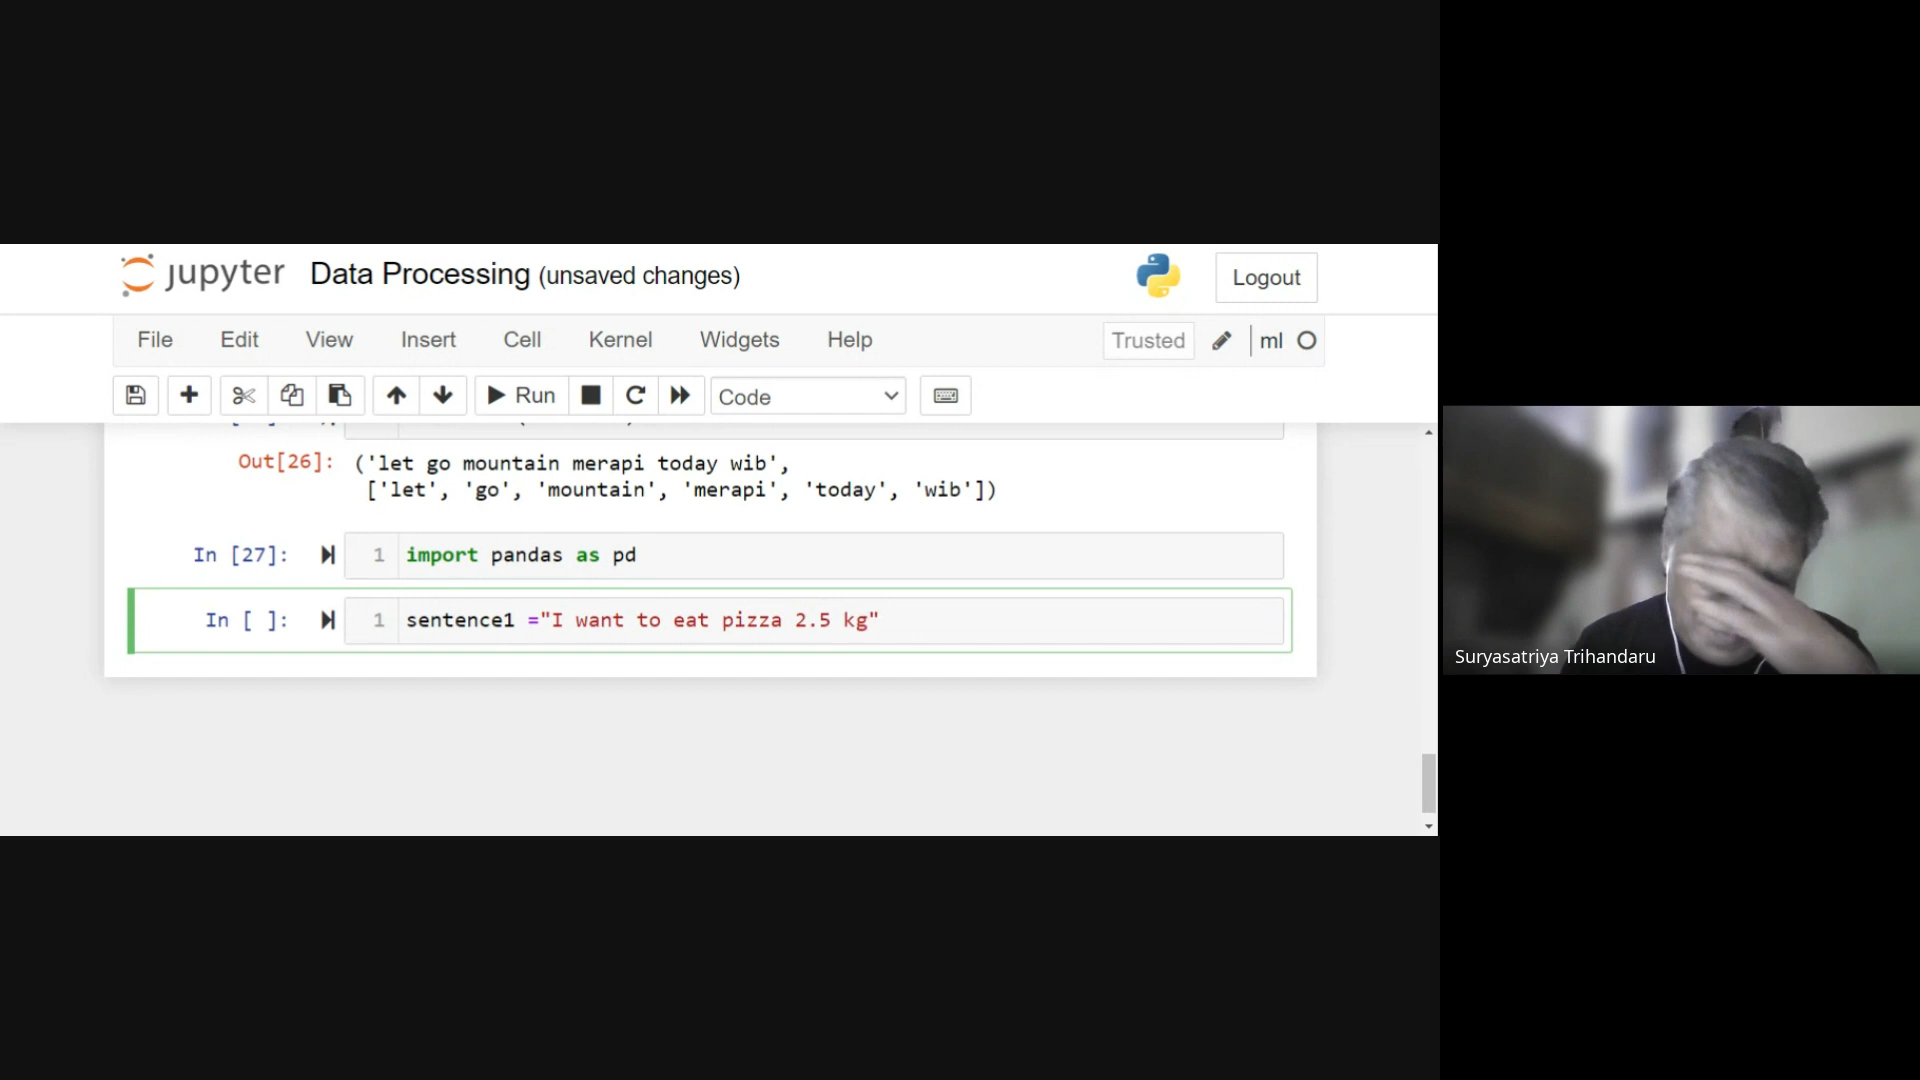 jupyter Data Processing (unsaved changes) Logout
File Edit View Insert Cell Kernel Widgets Help Trusted ml
Run Code
Out[26]: ('let go mountain merapi today wib',
['let', 'go', 'mountain', 'merapi', 'today', 'wib'])
In [27]: 1 import pandas as pd
In [ ]: 1 sentence1 ="I want to eat pizza 2.5 kg"
Suryasatriya Trihandaru